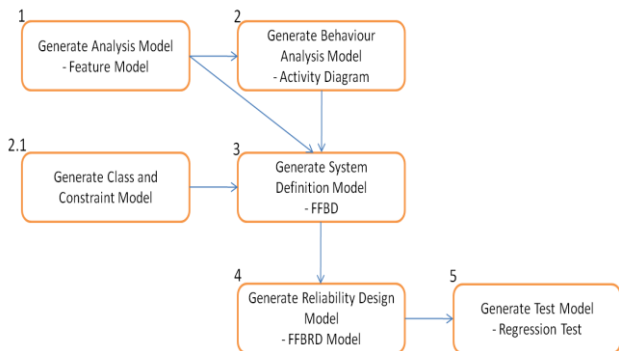 1
Generate Analysis Model
- Feature Model
2
Generate Behaviour
Analysis Model
- Activity Diagram
2.1
Generate Class and
Constraint Model
3
Generate System
Definition Model
- FFBD
4
Generate Reliability Design
Model
- FFBRD Model
5
Generate Test Model
- Regression Test